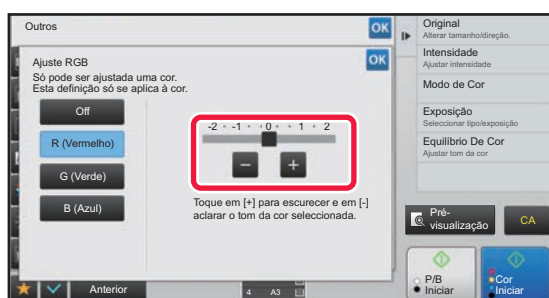 Outros
OK
Ajuste RGB
OK
Só pode ser ajustada uma cor.
Esta definição só se aplica à cor.
Off
R (Vermelho)
G (Verde)
B (Azul)
-2 -1 0 1 2
- +
Toque em [+] para escurecer e em [-]
aclarar o tom da cor seleccionada.
Anterior
4 A3
Original
Alterar tamanho/direção.
Intensidade
Ajustar intensidade
Modo de Cor
Exposição
Seleccionar tipo/exposição
Equilíbrio De Cor
Ajustar tom da cor
Pré-
visualização
CA
P/B
Iniciar
Cor
Iniciar